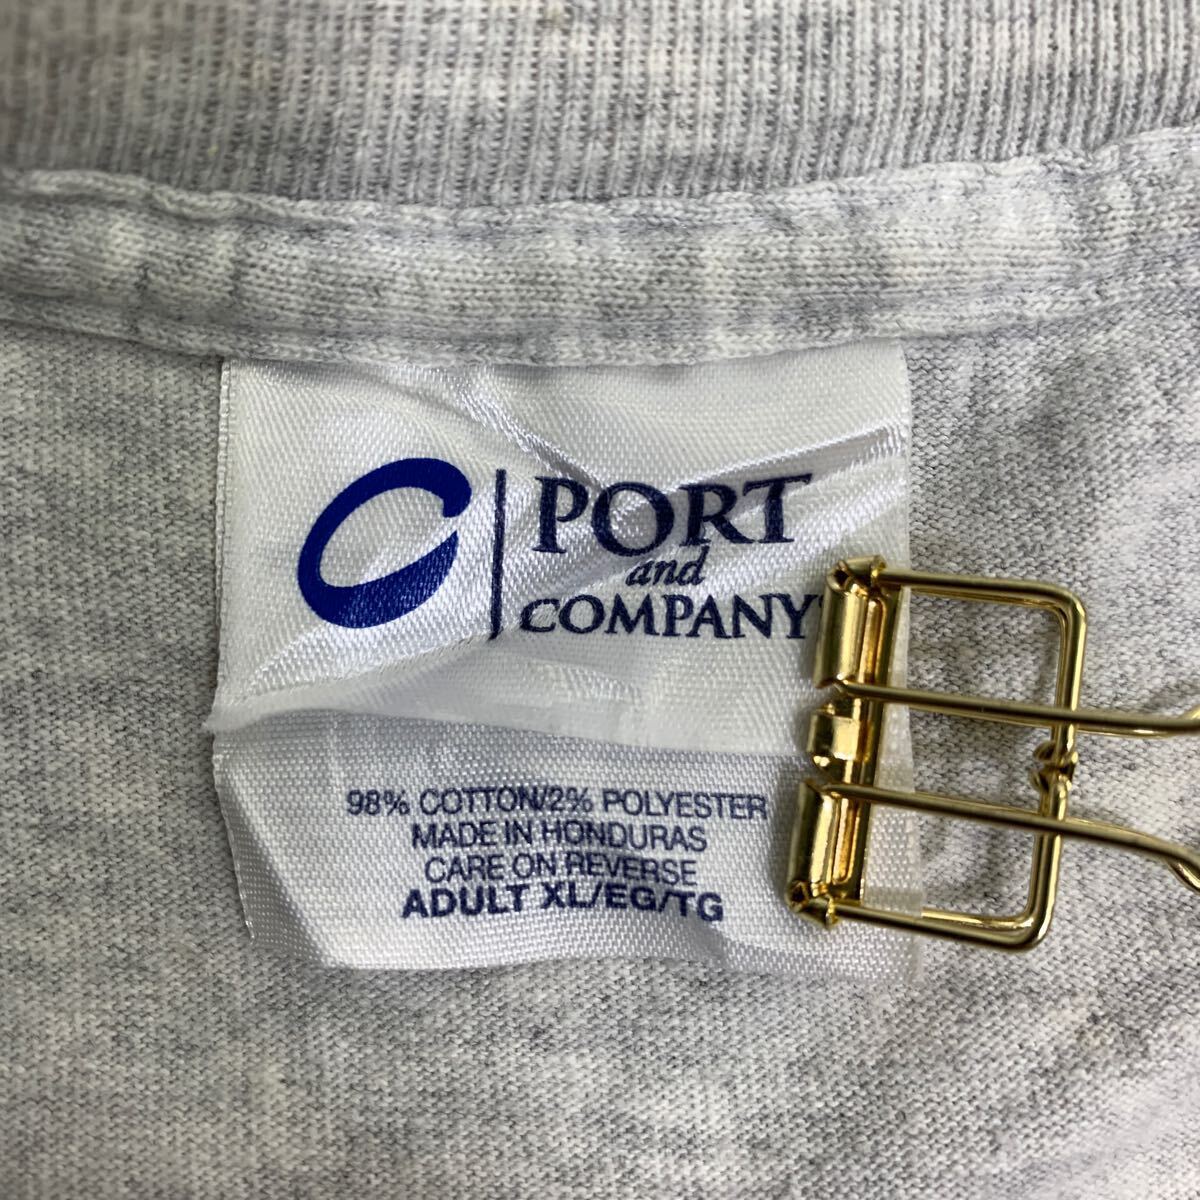 PORT
and
COMPANY
98% COTTON/2% POLYESTER
MADE IN HONDURAS
CARE ON REVERSE
ADULT XL/EG/TG